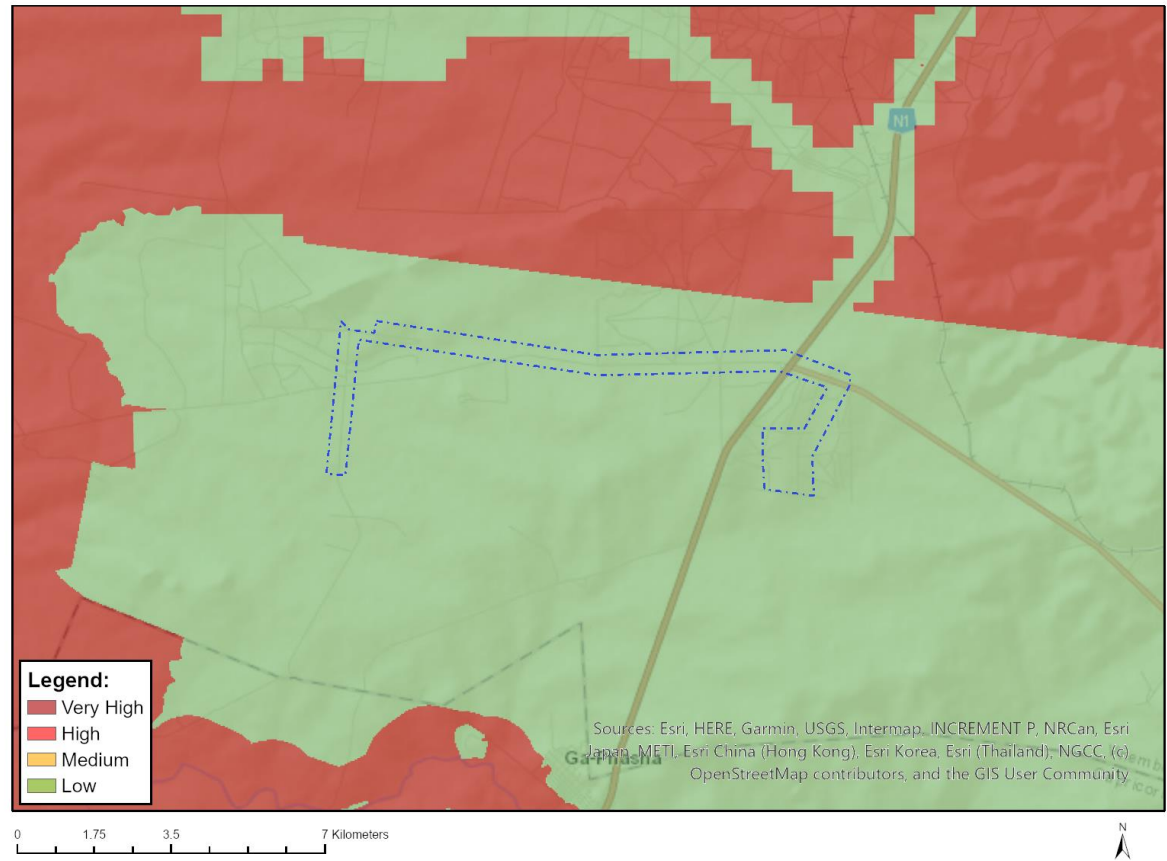 N1
Legend:
Very High
High
Medium
Low
Sources: Esri, HERE, Garmin, USGS, Intermap, INCREMENT P, NRCan, Esri
Japan, METI, Esri China (Hong Kong), Esri Korea, Esri (Thailand), NGCC, (c)
OpenStreetMap contributors, and the GIS User Community
0 1.75 3.5 7 Kilometers
N